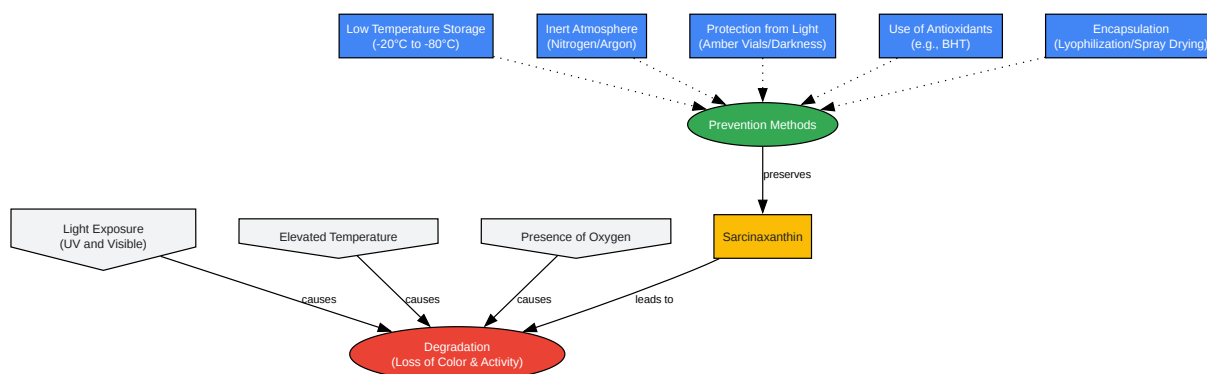 Low Temperature Storage
(-20°C to -80°C)
Inert Atmosphere
(Nitrogen/Argon)
Protection from Light
(Amber Vials/Darkness)
Use of Antioxidants
(e.g., BHT)
Encapsulation
(Lyophilization/Spray Drying)
Prevention Methods
preserves
Light Exposure
(UV and Visible)
Elevated Temperature
Presence of Oxygen
Sarcinaxanthin
causes
causes
causes
leads to
Degradation
(Loss of Color & Activity)